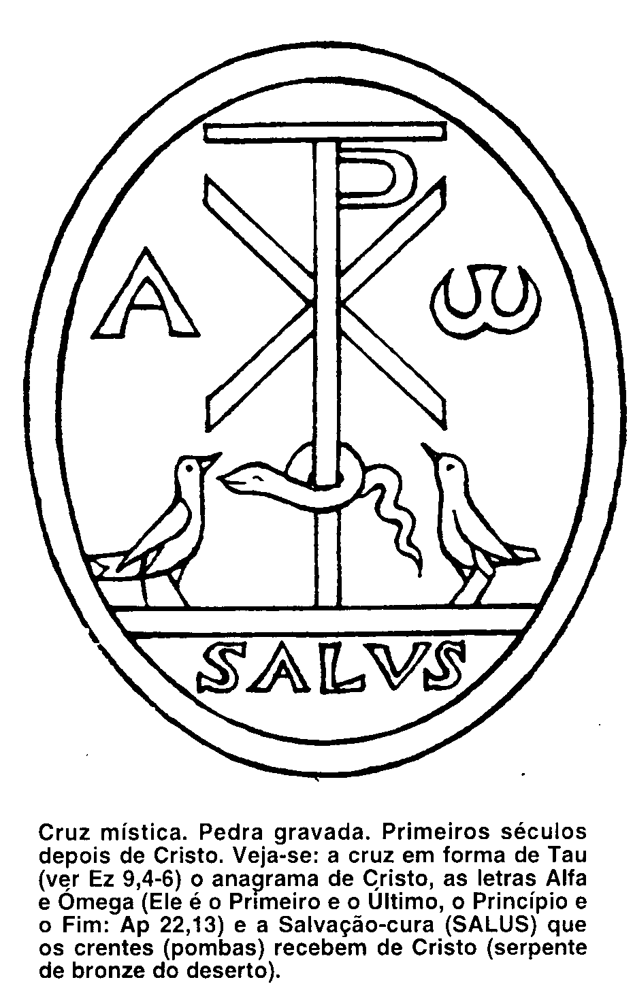 A ω
SALVS
Cruz mística. Pedra gravada. Primeiros séculos
depois de Cristo. Veja-se: a cruz em forma de Tau
(ver Ez 9,4-6) o anagrama de Cristo, as letras Alfa
e Ómega (Ele é o Primeiro e o Último, o Princípio e
o Fim: Ap 22,13) e a Salvação-cura (SALUS) que
os crentes (pombas) recebem de Cristo (serpente
de bronze do deserto).